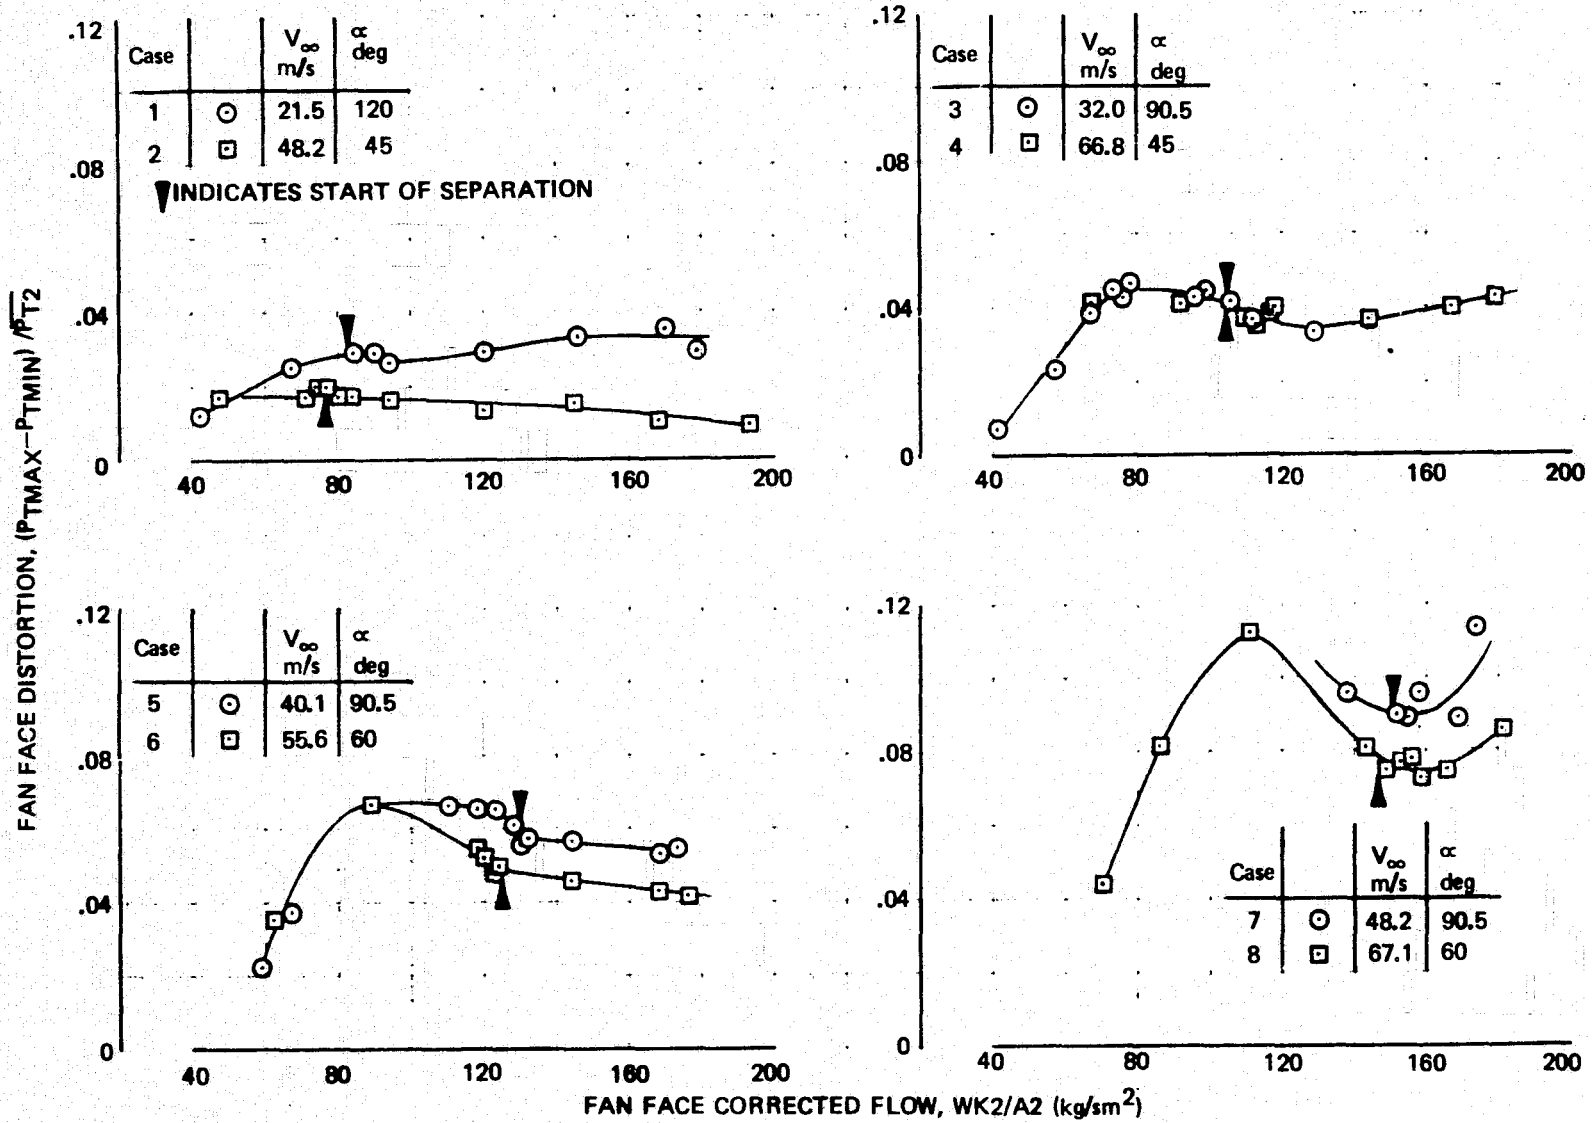 .12
Case V∞ m/s ∝ deg
1 21.5 120
2 48.2 45
INDICATES START OF SEPARATION
.08
.04
0
40 80 120 160 200
.12
Case V∞ m/s ∝ deg
3 32.0 90.5
4 66.8 45
.08
.04
0
40 80 120 160 200
FAN FACE DISTORTION, (PTMAX–PTMIN)/P̅T2
.12
Case V∞ m/s ∝ deg
5 40.1 90.5
6 55.6 60
.08
.04
0
40 80 120 160 200
.12
.08
.04
0
Case V∞ m/s ∝ deg
7 48.2 90.5
8 67.1 60
40 80 120 160 200
FAN FACE CORRECTED FLOW, WK2/A2 (kg/sm²)